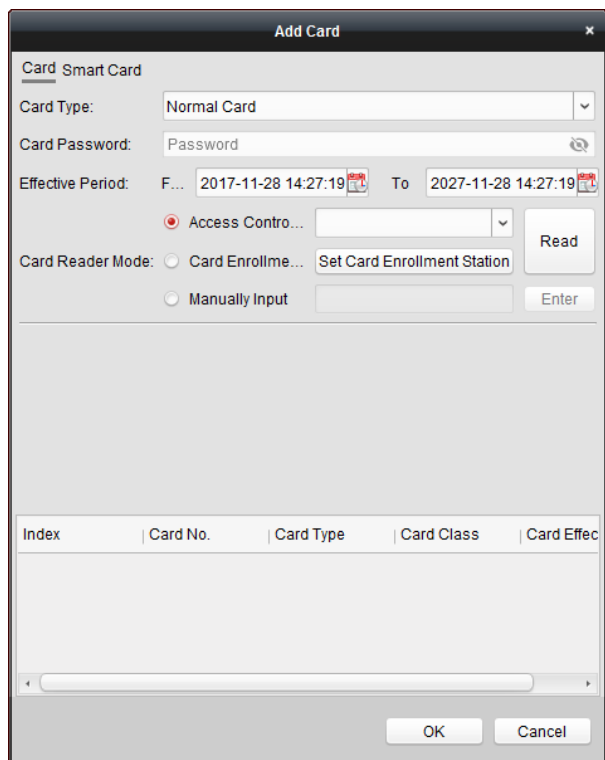 Add Card ×
Card Smart Card
Card Type: Normal Card
Card Password: Password
Effective Period: F... 2017-11-28 14:27:19 To 2027-11-28 14:27:19
Access Contro...
Read
Card Reader Mode: Card Enrollme... Set Card Enrollment Station
Manually Input Enter
Index Card No. Card Type Card Class Card Effec
OK Cancel